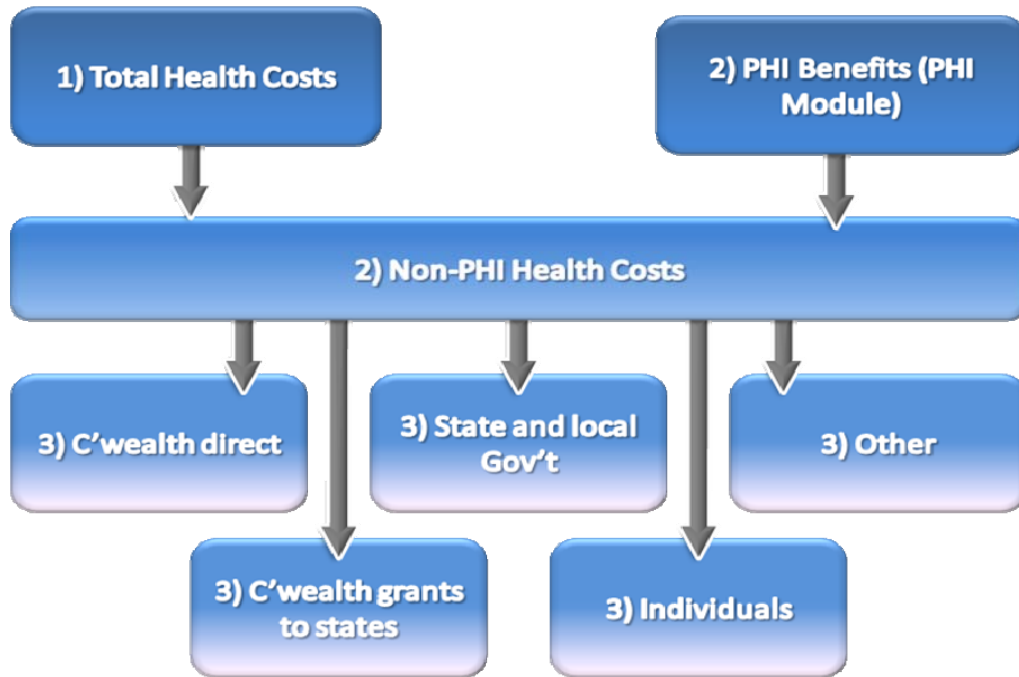 1) Total Health Costs
2) PHI Benefits (PHI
Module)
2) Non-PHI Health Costs
3) C’wealth direct
3) State and local
Gov’t
3) Other
3) C’wealth grants
to states
3) Individuals